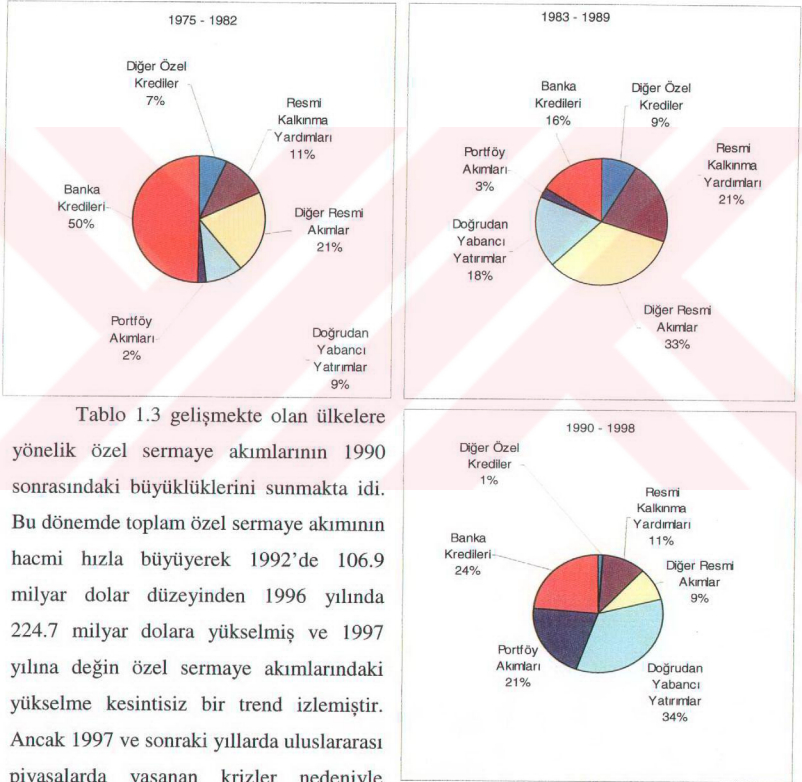 1975 - 1982
Diğer Özel
Krediler
7%
Resmi
Kalkınma
Yardımları
11%
Banka
Kredileri
50%
Diğer Resmi
Akımlar
21%
Portföy
Akımları
2%
Doğrudan
Yabancı
Yatırımlar
9%
1983 - 1989
Banka
Kredileri
16%
Diğer Özel
Krediler
9%
Portföy
Akımları
3%
Resmi
Kalkınma
Yardımları
21%
Doğrudan
Yabancı
Yatırımlar
18%
Diğer Resmi
Akımlar
33%
Tablo 1.3 gelişmekte olan ülkelere
yönelik özel sermaye akımlarının 1990
sonrasındaki büyüklüklerini sunmakta idi.
Bu dönemde toplam özel sermaye akımının
hacmi hızla büyüyerek 1992’de 106.9
milyar dolar düzeyinden 1996 yılında
224.7 milyar dolara yükselmiş ve 1997
yılına değin özel sermaye akımlarındaki
yükselme kesintisiz bir trend izlemiştir.
Ancak 1997 ve sonraki yıllarda uluslararası
piyasalarda yaşanan krizler nedeniyle
1990 - 1998
Diğer Özel
Krediler
1%
Resmi
Kalkınma
Yardımları
11%
Banka
Kredileri
24%
Diğer Resmi
Akımlar
9%
Portföy
Akımları
21%
Doğrudan
Yabancı
Yatırımlar
34%